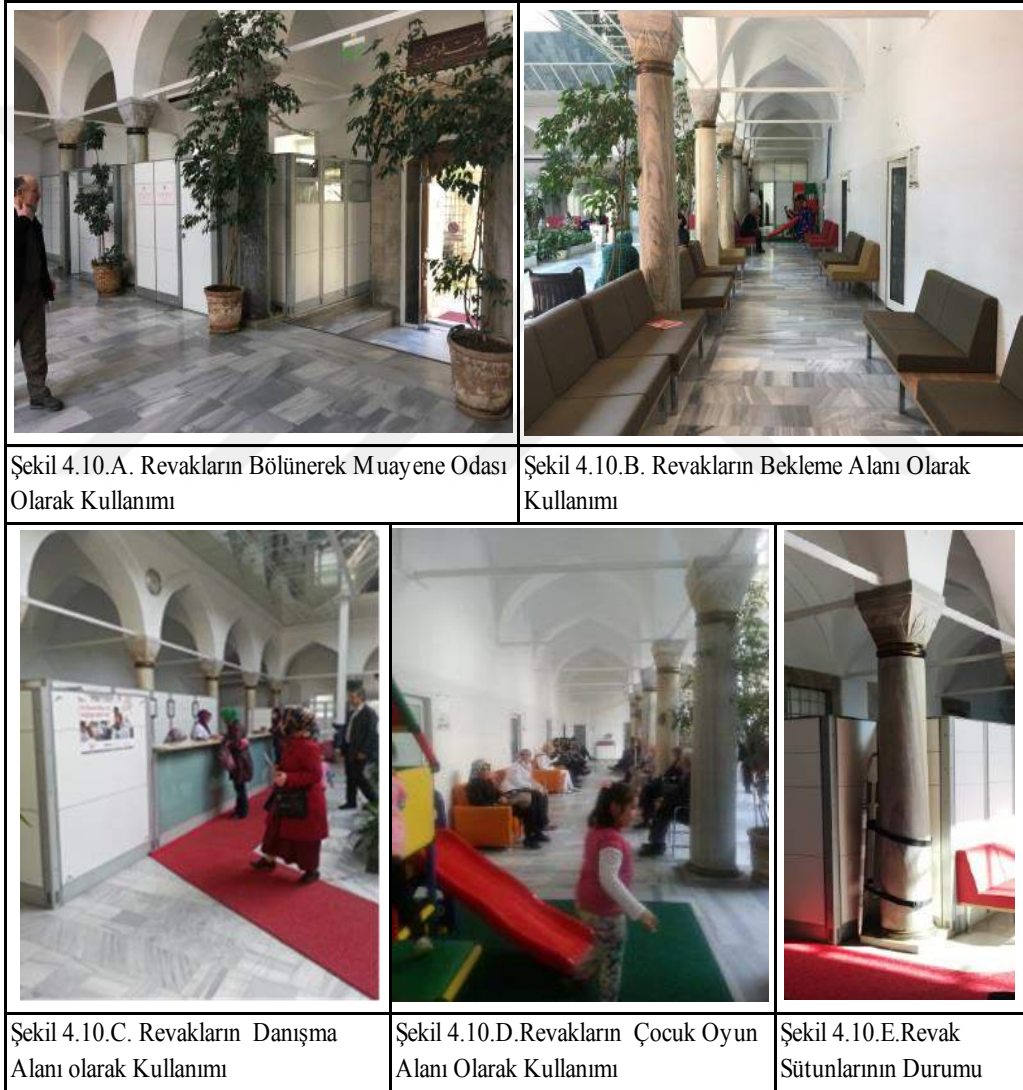 Şekil 4.10.A. Revakların Bölünerek Muayene Odası
Olarak Kullanımı
Şekil 4.10.B. Revakların Bekleme Alanı Olarak
Kullanımı
Şekil 4.10.C. Revakların Danışma
Alanı olarak Kullanımı
Şekil 4.10.D.Revakların Çocuk Oyun
Alanı Olarak Kullanımı
Şekil 4.10.E.Revak
Sütunlarının Durumu